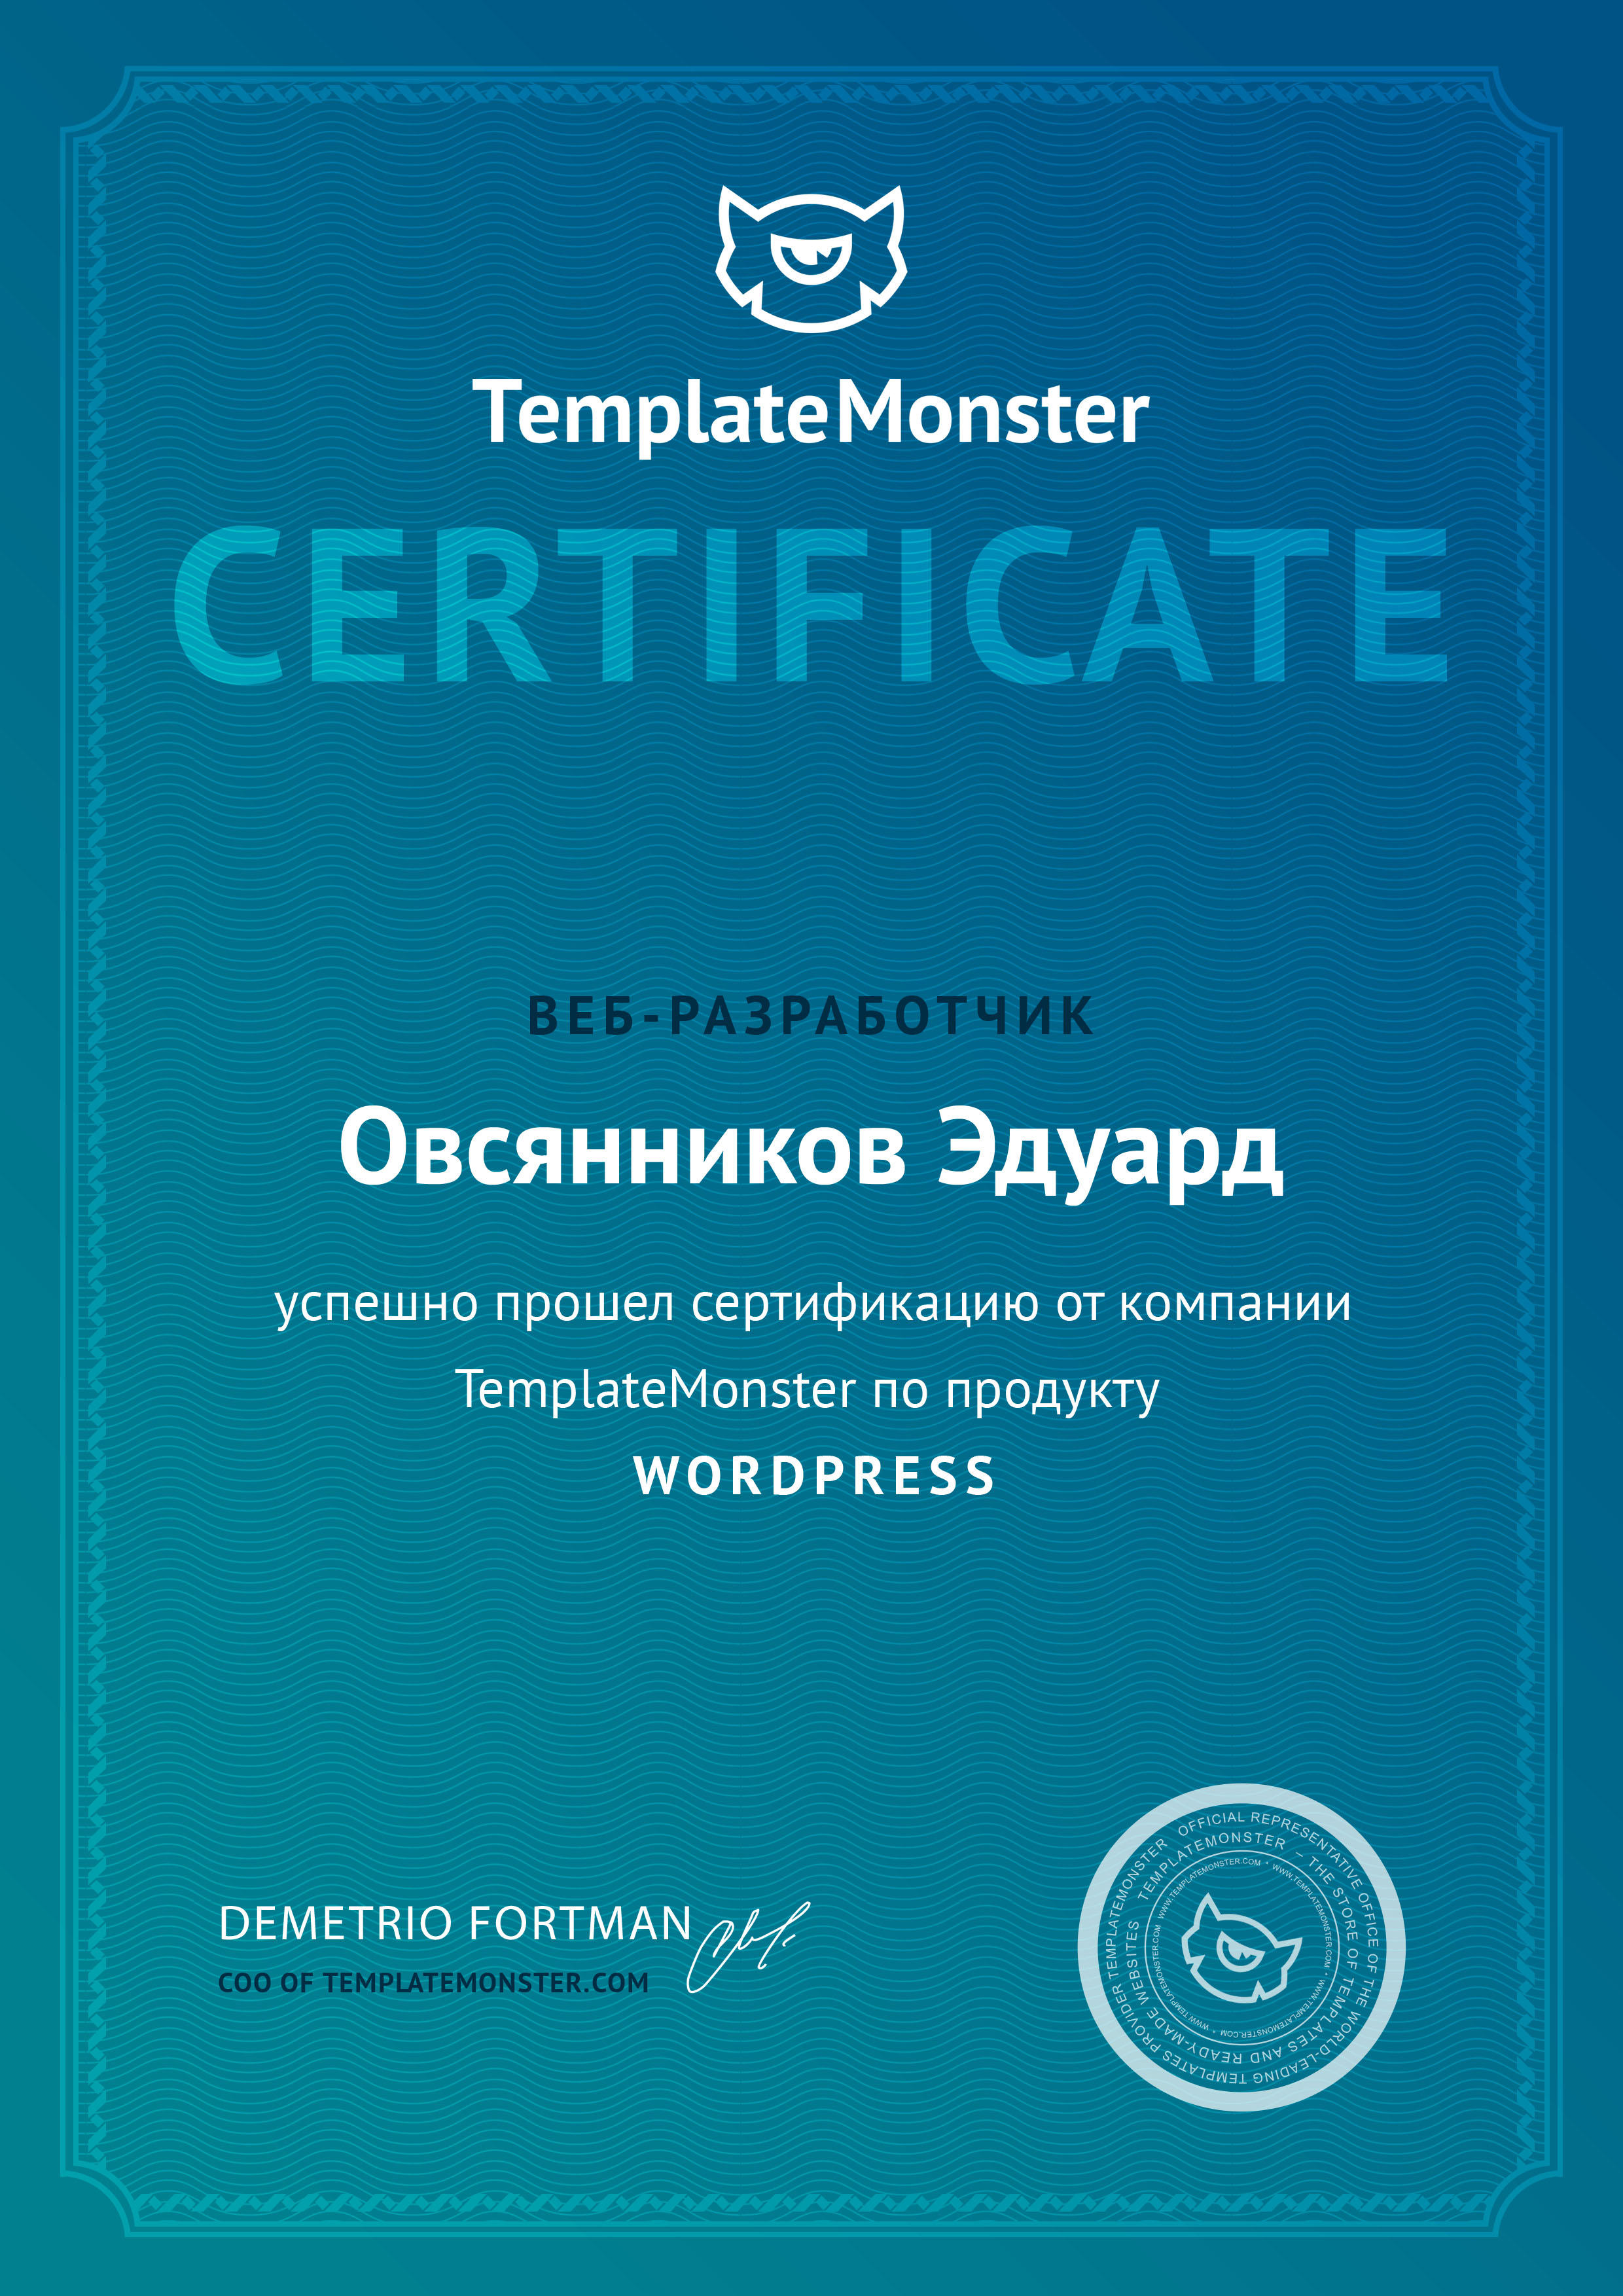 TemplateMonster
CERTIFICATE
ВЕБ-РАЗРАБОТЧИК
Овсянников Эдуард
успешно прошел сертификацию от компании
TemplateMonster по продукту
WORDPRESS
DEMETRIO FORTMAN
COO OF TEMPLATEMONSTER.COM
OFFICIAL REPRESENTATIVE OFFICE OF THE WORLD-LEADING TEMPLATES PROVIDER TEMPLATEMONSTER
TEMPLATEMONSTER – THE STORE OF TEMPLATES AND READY-MADE WEBSITES
WWW.TEMPLATEMONSTER.COM * WWW.TEMPLATEMONSTER.COM * WWW.TEMPLATEMONSTER.COM * WWW.TEMPLATEMONSTER.COM